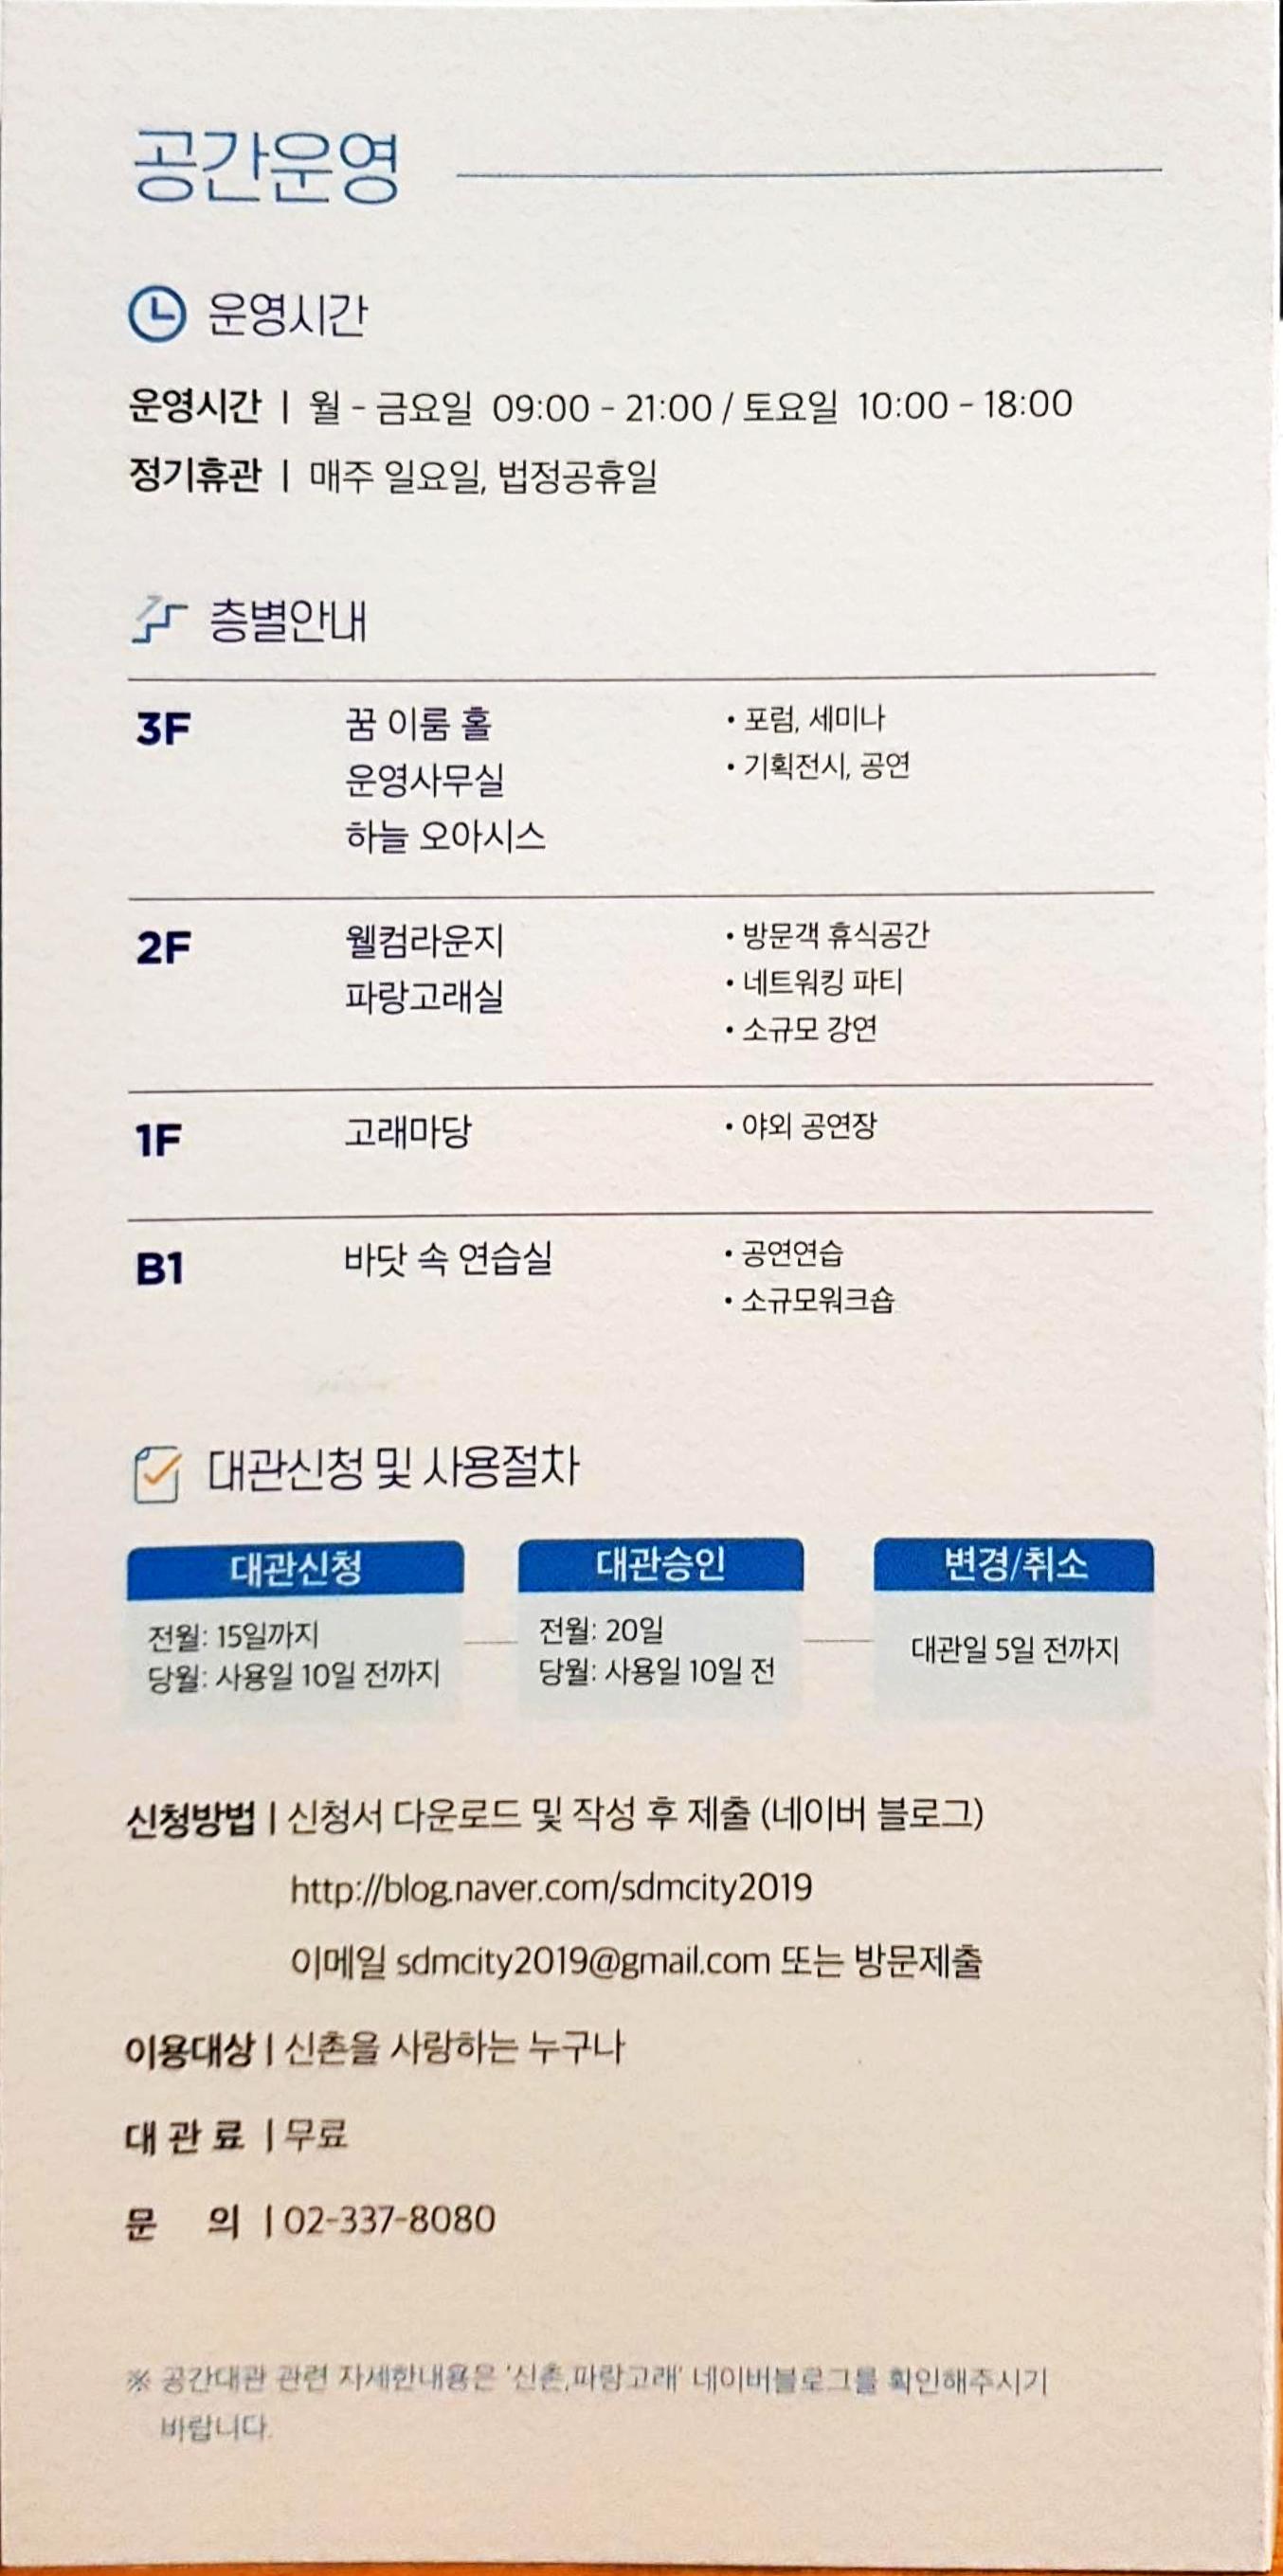 공간운영
운영시간
운영시간 | 월 - 금요일 09:00 - 21:00 / 토요일 10:00 - 18:00
정기휴관 | 매주 일요일, 법정공휴일
층별안내
3F 꿈 이룸 홀 • 포럼, 세미나
운영사무실 • 기획전시, 공연
하늘 오아시스
2F 웰컴라운지 • 방문객 휴식공간
파랑고래실 • 네트워킹 파티
• 소규모 강연
1F 고래마당 • 야외 공연장
B1 바닷 속 연습실 • 공연연습
• 소규모워크숍
대관신청 및 사용절차
대관신청 대관승인 변경/취소
전월: 15일까지 전월: 20일 대관일 5일 전까지
당월: 사용일 10일 전까지 당월: 사용일 10일 전
신청방법 | 신청서 다운로드 및 작성 후 제출 (네이버 블로그)
http://blog.naver.com/sdmcity2019
이메일 sdmcity2019@gmail.com 또는 방문제출
이용대상 | 신촌을 사랑하는 누구나
대 관 료 | 무료
문 의 | 02-337-8080
※ 공간대관 관련 자세한내용은 '신촌,파랑고래' 네이버블로그를 확인해주시기
바랍니다.